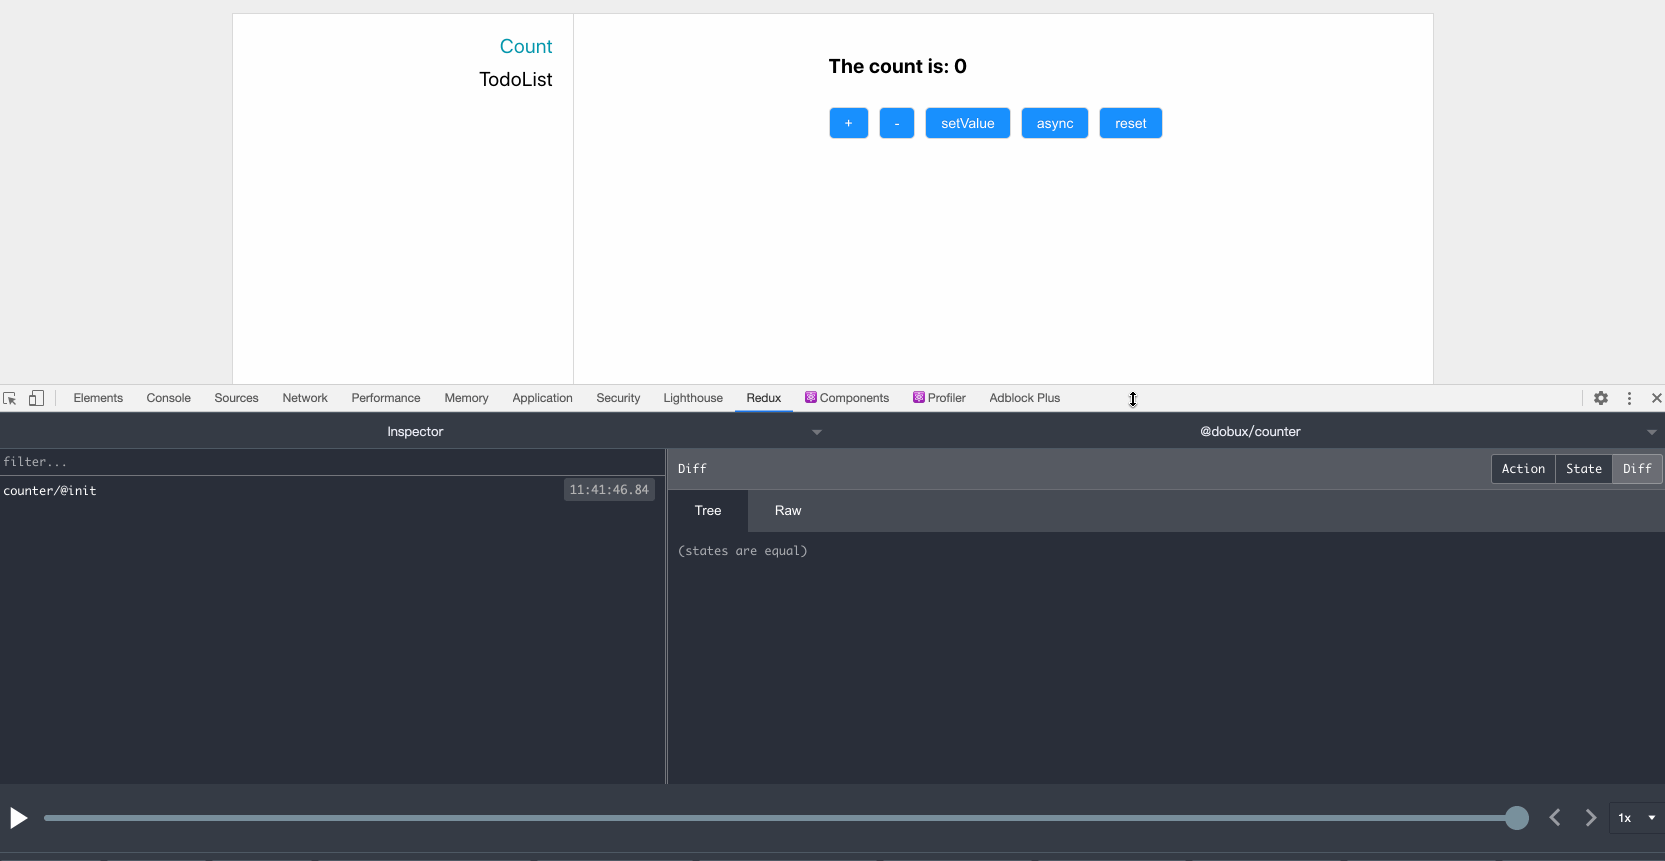 Count
TodoList
The count is: 0
+ - setValue async reset
Elements Console Sources Network Performance Memory Application Security Lighthouse Redux Components Profiler Adblock Plus
Inspector @dobux/counter
filter...
counter/@init 11:41:46.84
Diff Action State Diff
Tree Raw
(states are equal)
1x